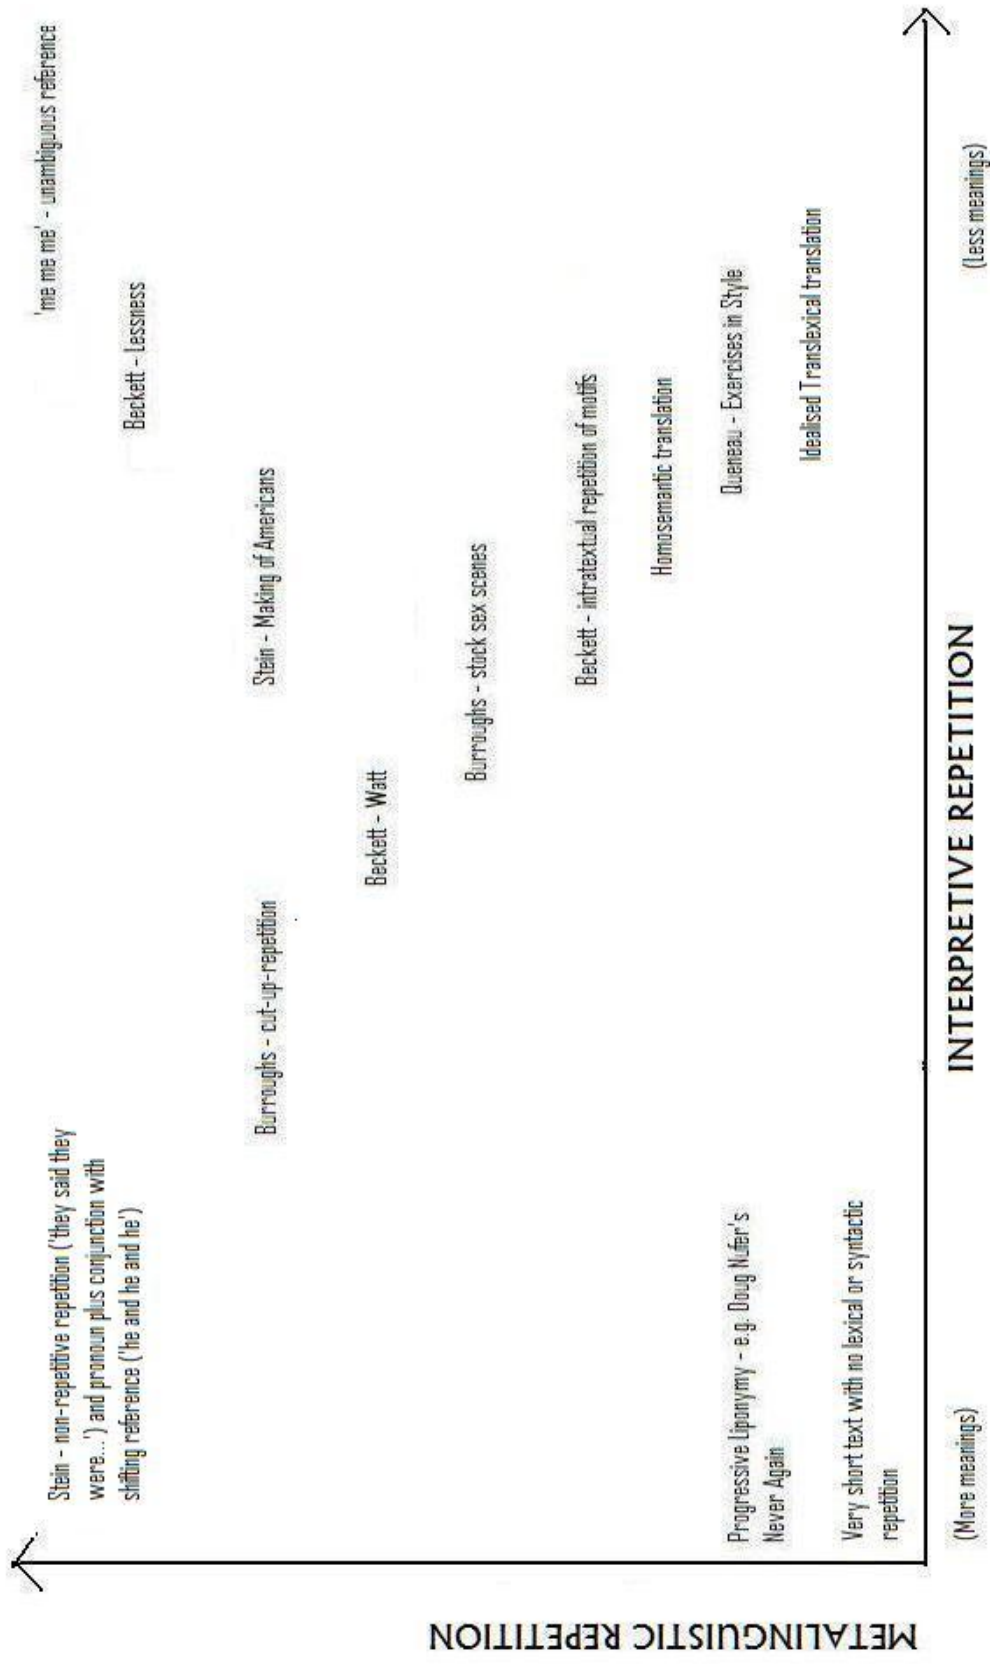 Stein - non-repetitive repetition ('they said they
were...') and pronoun plus conjunction with
shifting reference ('he and he and he')
'me me me' - unambiguous reference
Beckett - Lessness
Burroughs - cut-up-repetition
Stein - Making of Americans
Beckett - Watt
Burroughs - stock sex scenes
Beckett - intratextual repetition of motifs
Homosemantic translation
Progressive Liponymy - e.g. Doug Nufer's
Never Again
Queneau - Exercises in Style
Idealised Translexical translation
Very short text with no lexical or syntactic
repetition
(More meanings)
(Less meanings)
INTERPRETIVE REPETITION
METALINGUISTIC REPETITION